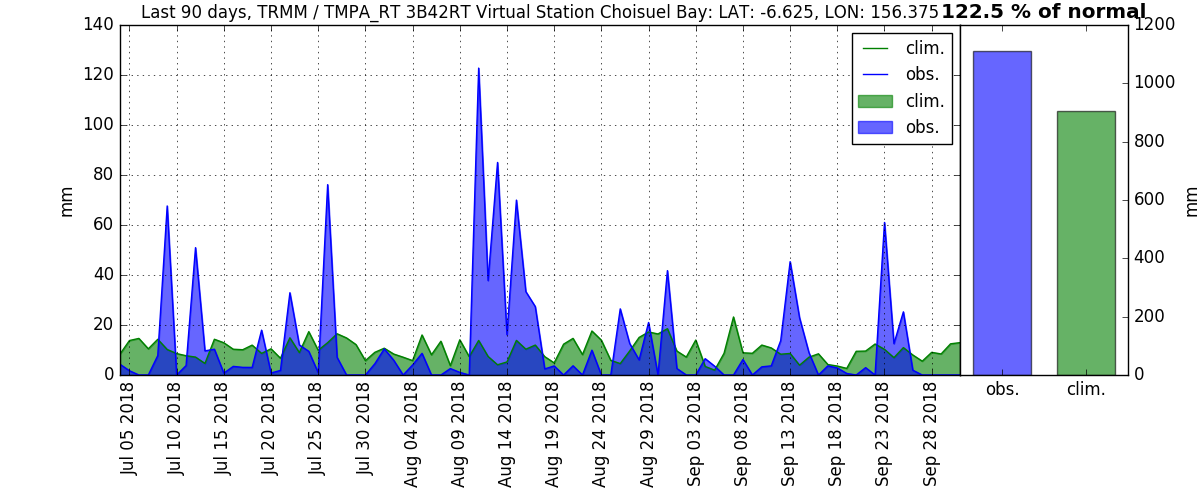 Last 90 days, TRMM / TMPA_RT 3B42RT Virtual Station Choisuel Bay: LAT: -6.625, LON: 156.375 122.5 % of normal
140
120
100
80
60
40
20
0
mm
clim.
obs.
clim.
obs.
1200
1000
800
600
400
200
0
mm
obs. clim.
Jul 05 2018
Jul 10 2018
Jul 15 2018
Jul 20 2018
Jul 25 2018
Jul 30 2018
Aug 04 2018
Aug 09 2018
Aug 14 2018
Aug 19 2018
Aug 24 2018
Aug 29 2018
Sep 03 2018
Sep 08 2018
Sep 13 2018
Sep 18 2018
Sep 23 2018
Sep 28 2018